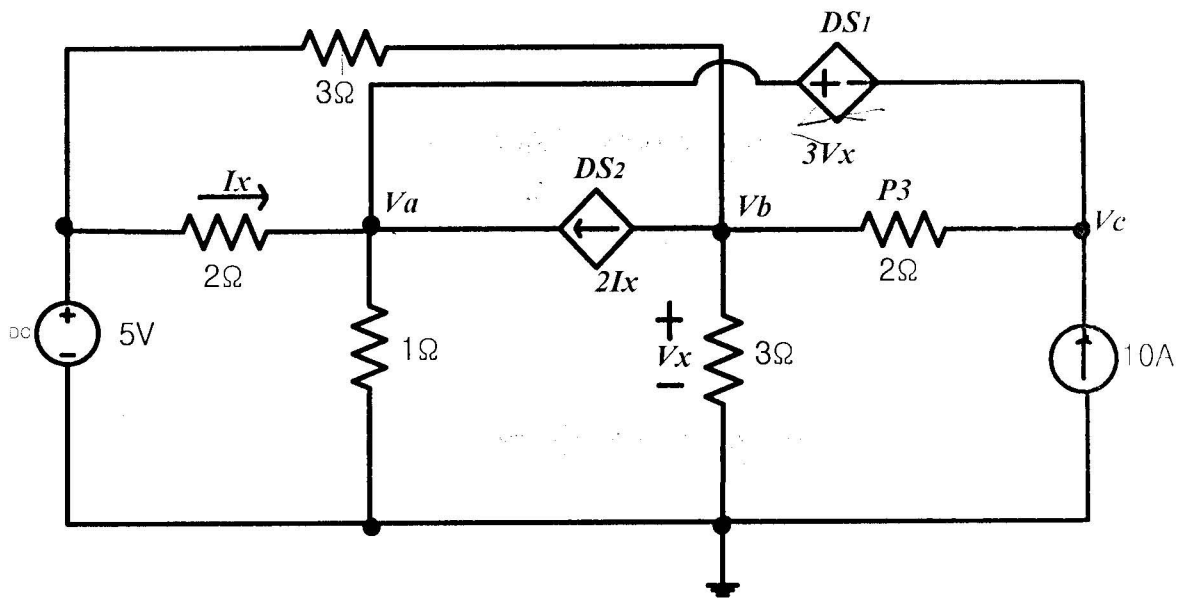 DS1
3Ω
+ −
3Vx
Ix
Va
DS2
Vb
P3
Vc
2Ω
2Ix
2Ω
DC
+
−
5V
1Ω
+
Vx
−
3Ω
10A